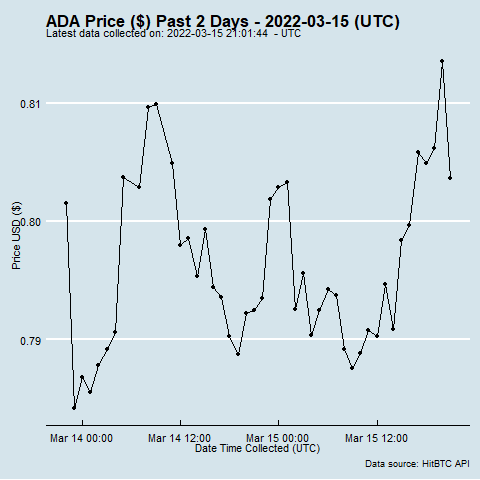 ADA Price ($) Past 2 Days - 2022-03-15 (UTC)
Latest data collected on: 2022-03-15 21:01:44 - UTC
0.81
0.80
0.79
Price USD ($)
Mar 14 00:00 Mar 14 12:00 Mar 15 00:00 Mar 15 12:00
Date Time Collected (UTC)
Data source: HitBTC API